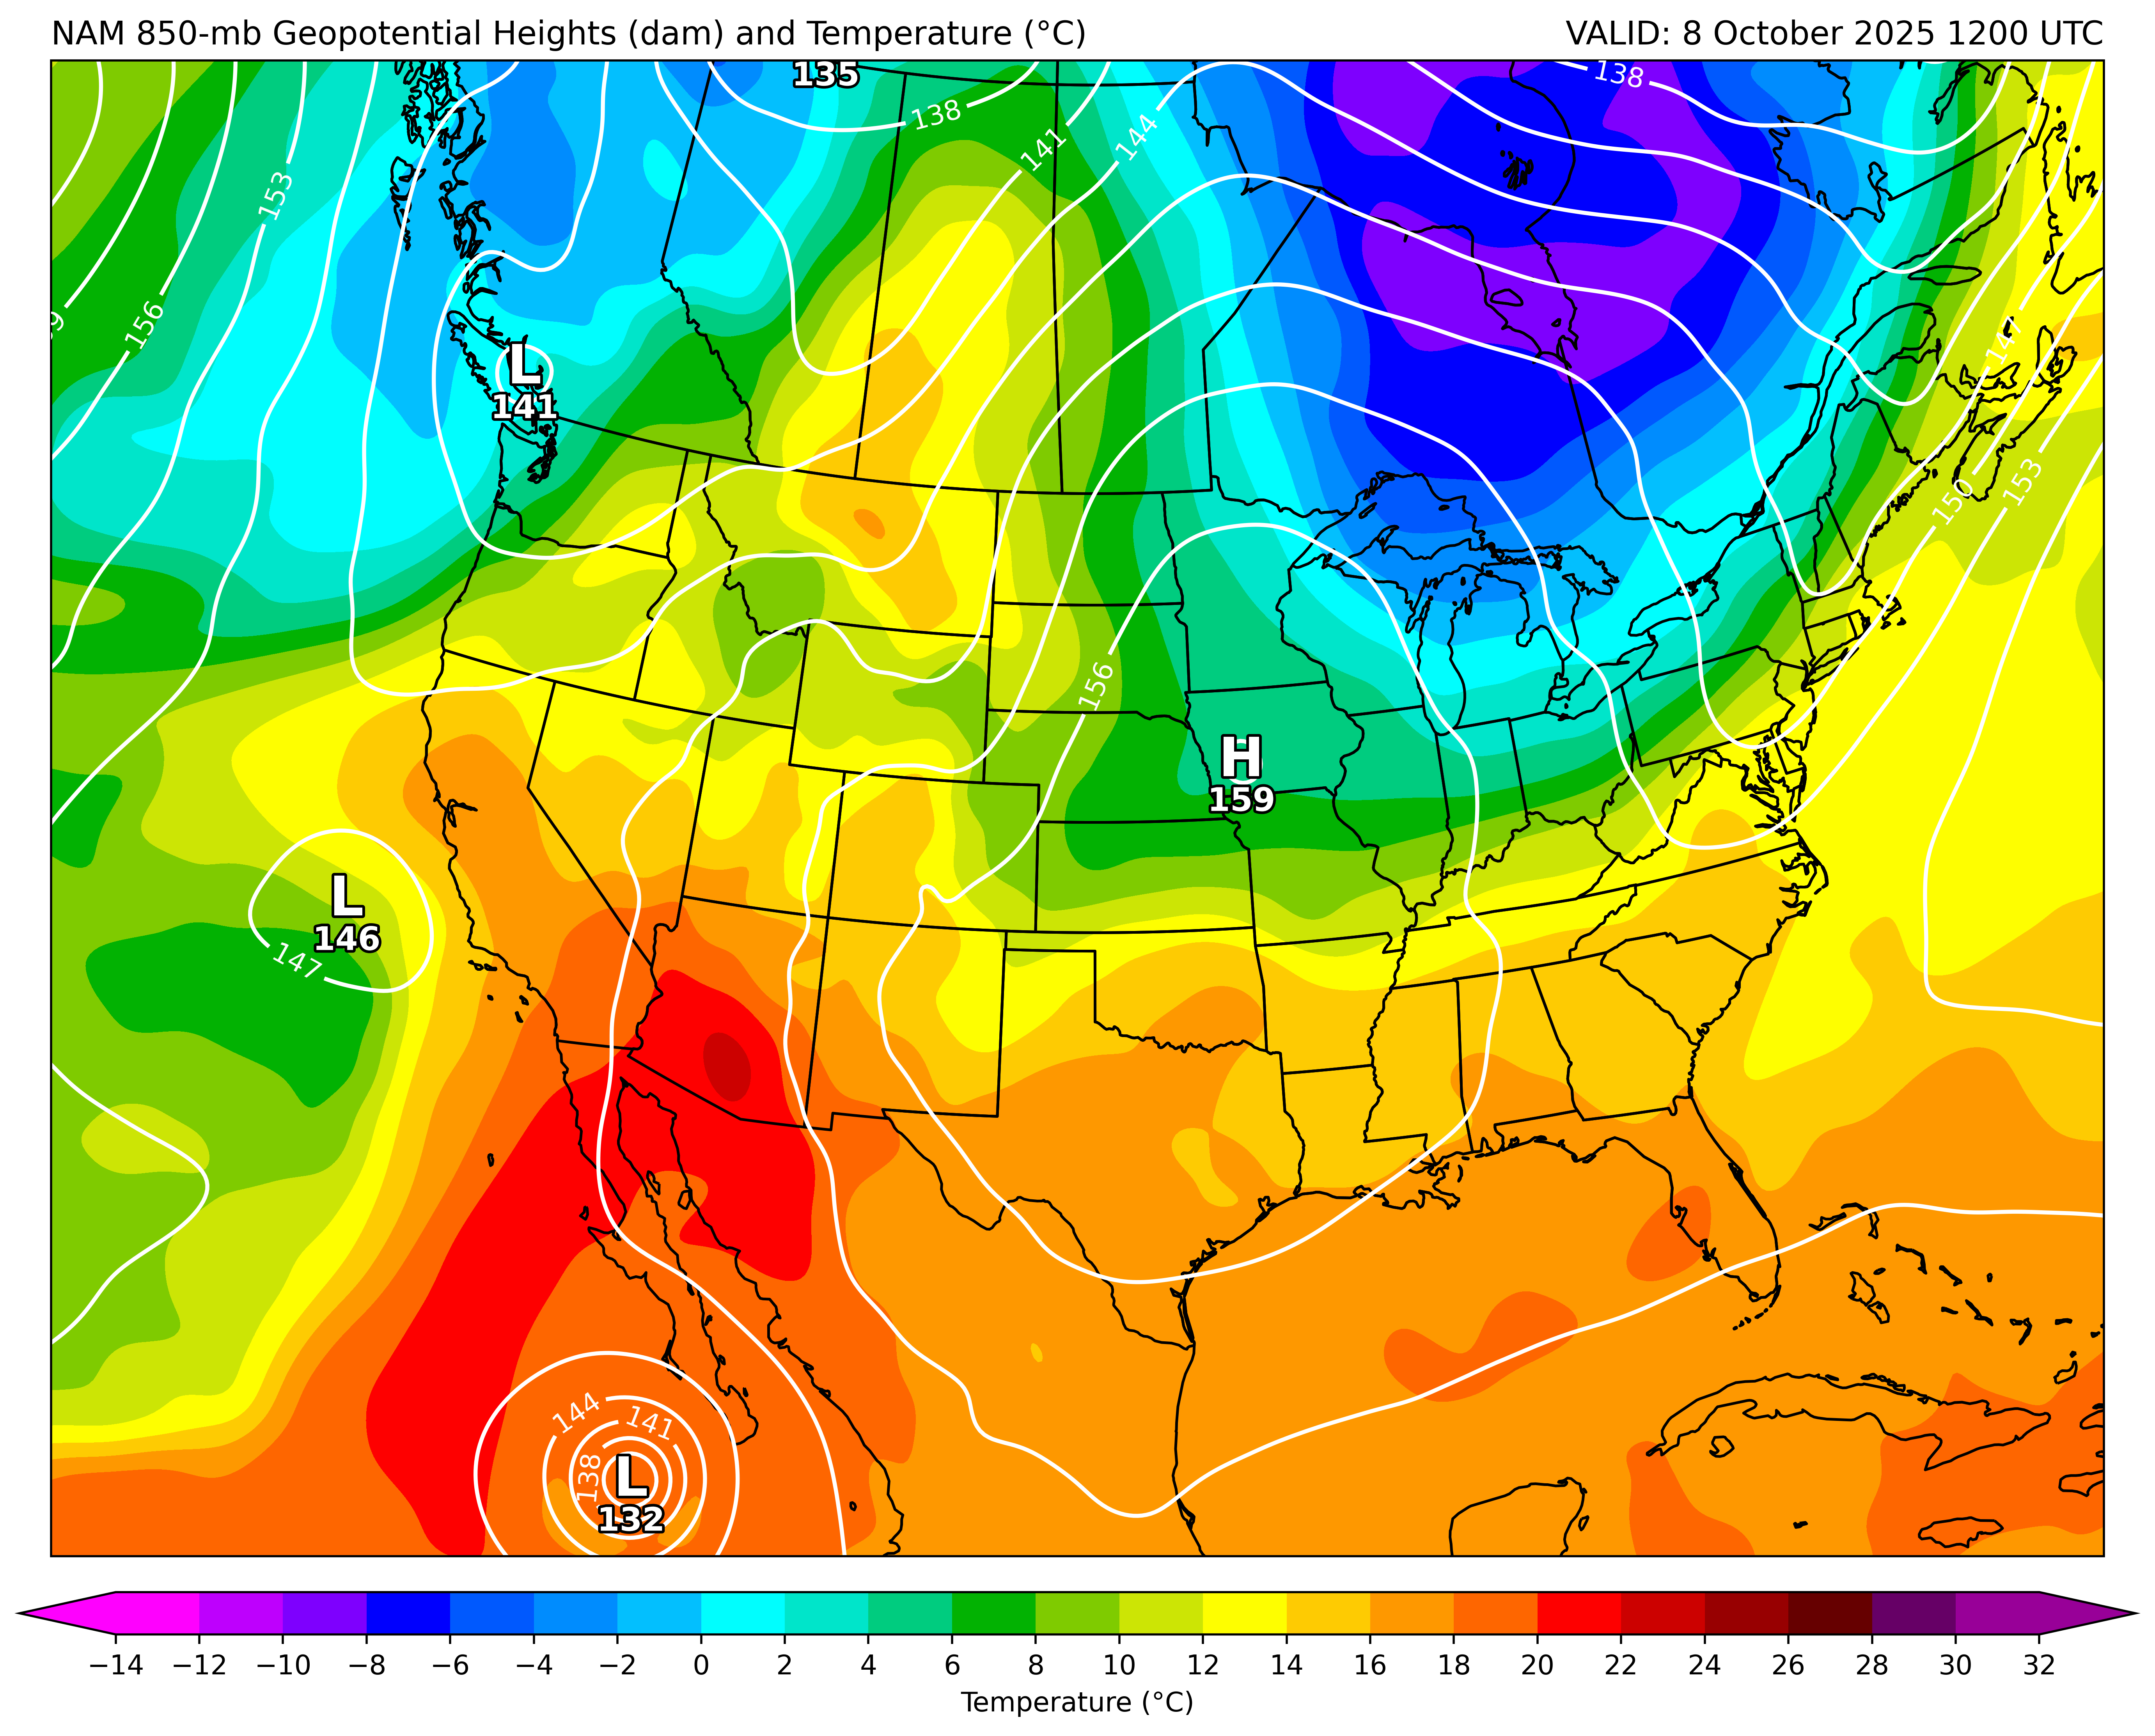 NAM 850-mb Geopotential Heights (dam) and Temperature (°C)
VALID: 8 October 2025 1200 UTC
135
138
138
141
144
153
156
9
L
141
147
150
153
156
H
159
L
146
147
144
141
138
L
132
−14 −12 −10 −8 −6 −4 −2 0 2 4 6 8 10 12 14 16 18 20 22 24 26 28 30 32
Temperature (°C)